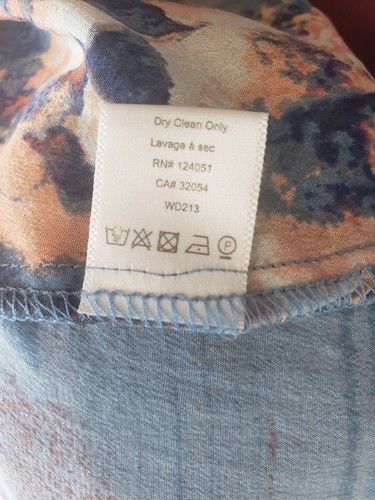 Dry Clean Only
Lavage à sec
RN# 124051
CA# 32054
WD213
P